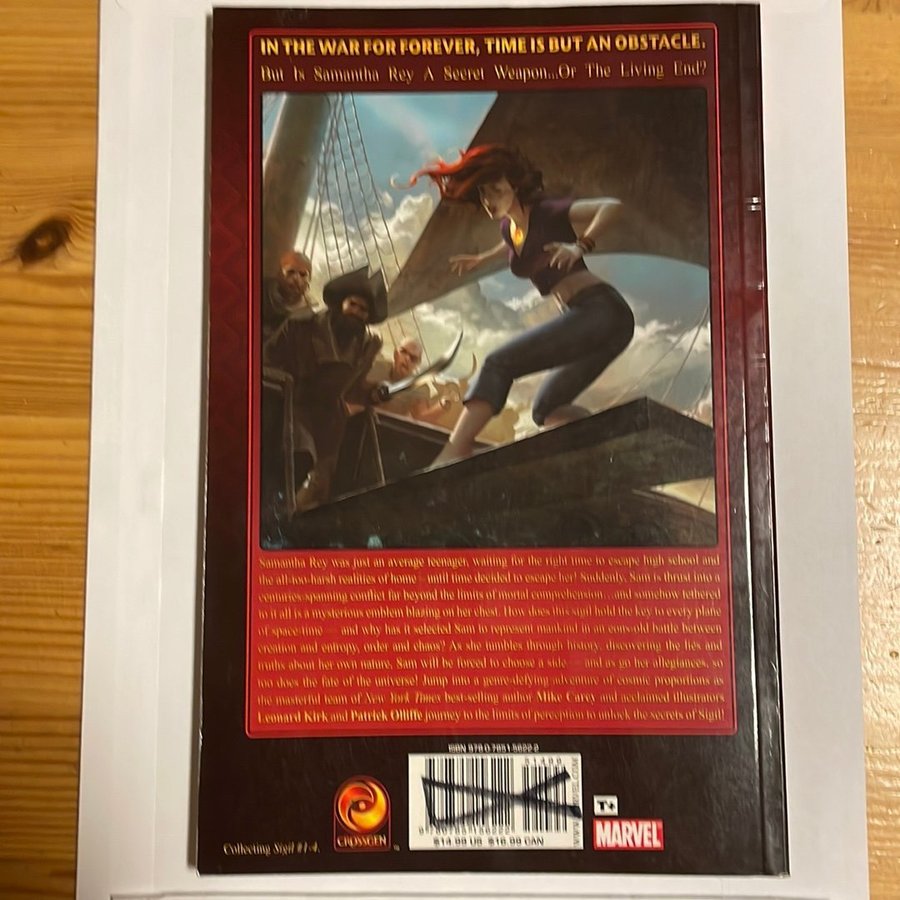 IN THE WAR FOR FOREVER, TIME IS BUT AN OBSTACLE.
But Is Samantha Rey A Secret Weapon...Or The Living End?
Samantha Rey was just an average teenager, waiting for the right time to escape high school and
the all-too-harsh realities of home — until time decided to escape her! Suddenly, Sam is thrust into a
centuries-spanning conflict far beyond the limits of mortal comprehension — and somehow tethered
to it all is a mysterious emblem blazing on her chest. How does this sigil hold the key to every plane
of space-time — and why has it selected Sam to represent mankind in an eons-old battle between
creation and entropy, order and chaos? As she tumbles through history, discovering the lies and
truths about her own nature, Sam will be forced to choose a side — and as go her allegiances, so
too does the fate of the universe! Jump into a genre-defying adventure of cosmic proportions as
the masterful team of New York Times best-selling author Mike Carey and acclaimed illustrators
Leonard Kirk and Patrick Olliffe journey to the limits of perception to unlock the secrets of Sigil!
ISBN 978-0-7851-5622-2
51499
9 780785 156222
$14.99 US $16.99 CAN
T+
MARVEL
CROSSGEN
Collecting Sigil #1-4.